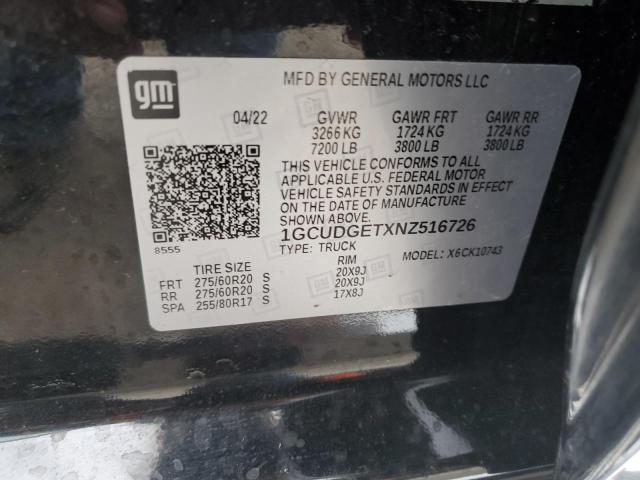 gm
MFD BY GENERAL MOTORS LLC
04/22 GVWR GAWR FRT GAWR RR
3266 KG 1724 KG 1724 KG
7200 LB 3800 LB 3800 LB
THIS VEHICLE CONFORMS TO ALL
APPLICABLE U.S. FEDERAL MOTOR
VEHICLE SAFETY STANDARDS IN EFFECT
ON THE DATE OF MANUFACTURE
SHOWN ABOVE.
1GCUDGETXNZ516726
8555 TYPE: TRUCK MODEL: X6CK10743
TIRE SIZE RIM
FRT 275/60R20 S 20X9J
RR 275/60R20 S 20X9J
SPA 255/80R17 S 17X8J